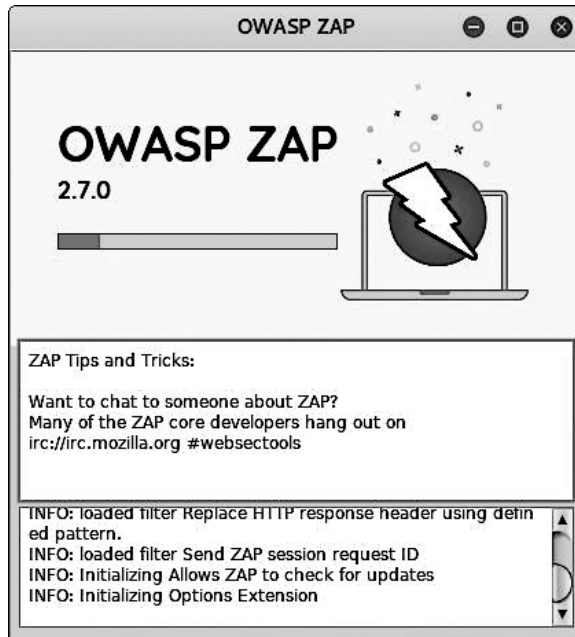 OWASP ZAP
OWASP ZAP
2.7.0
ZAP Tips and Tricks:
Want to chat to someone about ZAP?
Many of the ZAP core developers hang out on
irc://irc.mozilla.org #websectools
INFO: loaded filter Replace HTTP response header using defin
ed pattern.
INFO: loaded filter Send ZAP session request ID
INFO: Initializing Allows ZAP to check for updates
INFO: Initializing Options Extension